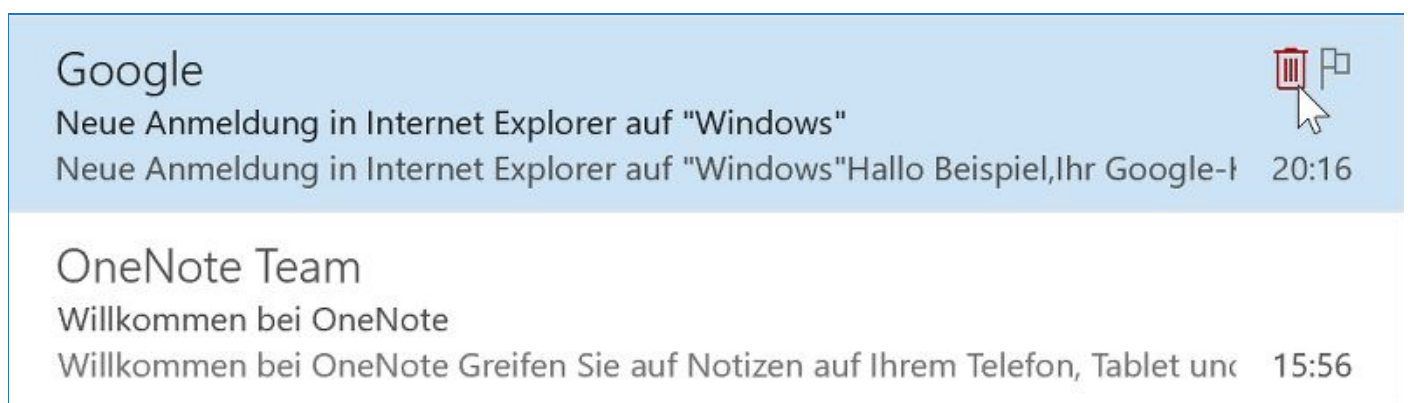 Google
Neue Anmeldung in Internet Explorer auf "Windows"
Neue Anmeldung in Internet Explorer auf "Windows"Hallo Beispiel,Ihr Google- 20:16
OneNote Team
Willkommen bei OneNote
Willkommen bei OneNote Greifen Sie auf Notizen auf Ihrem Telefon, Tablet und 15:56